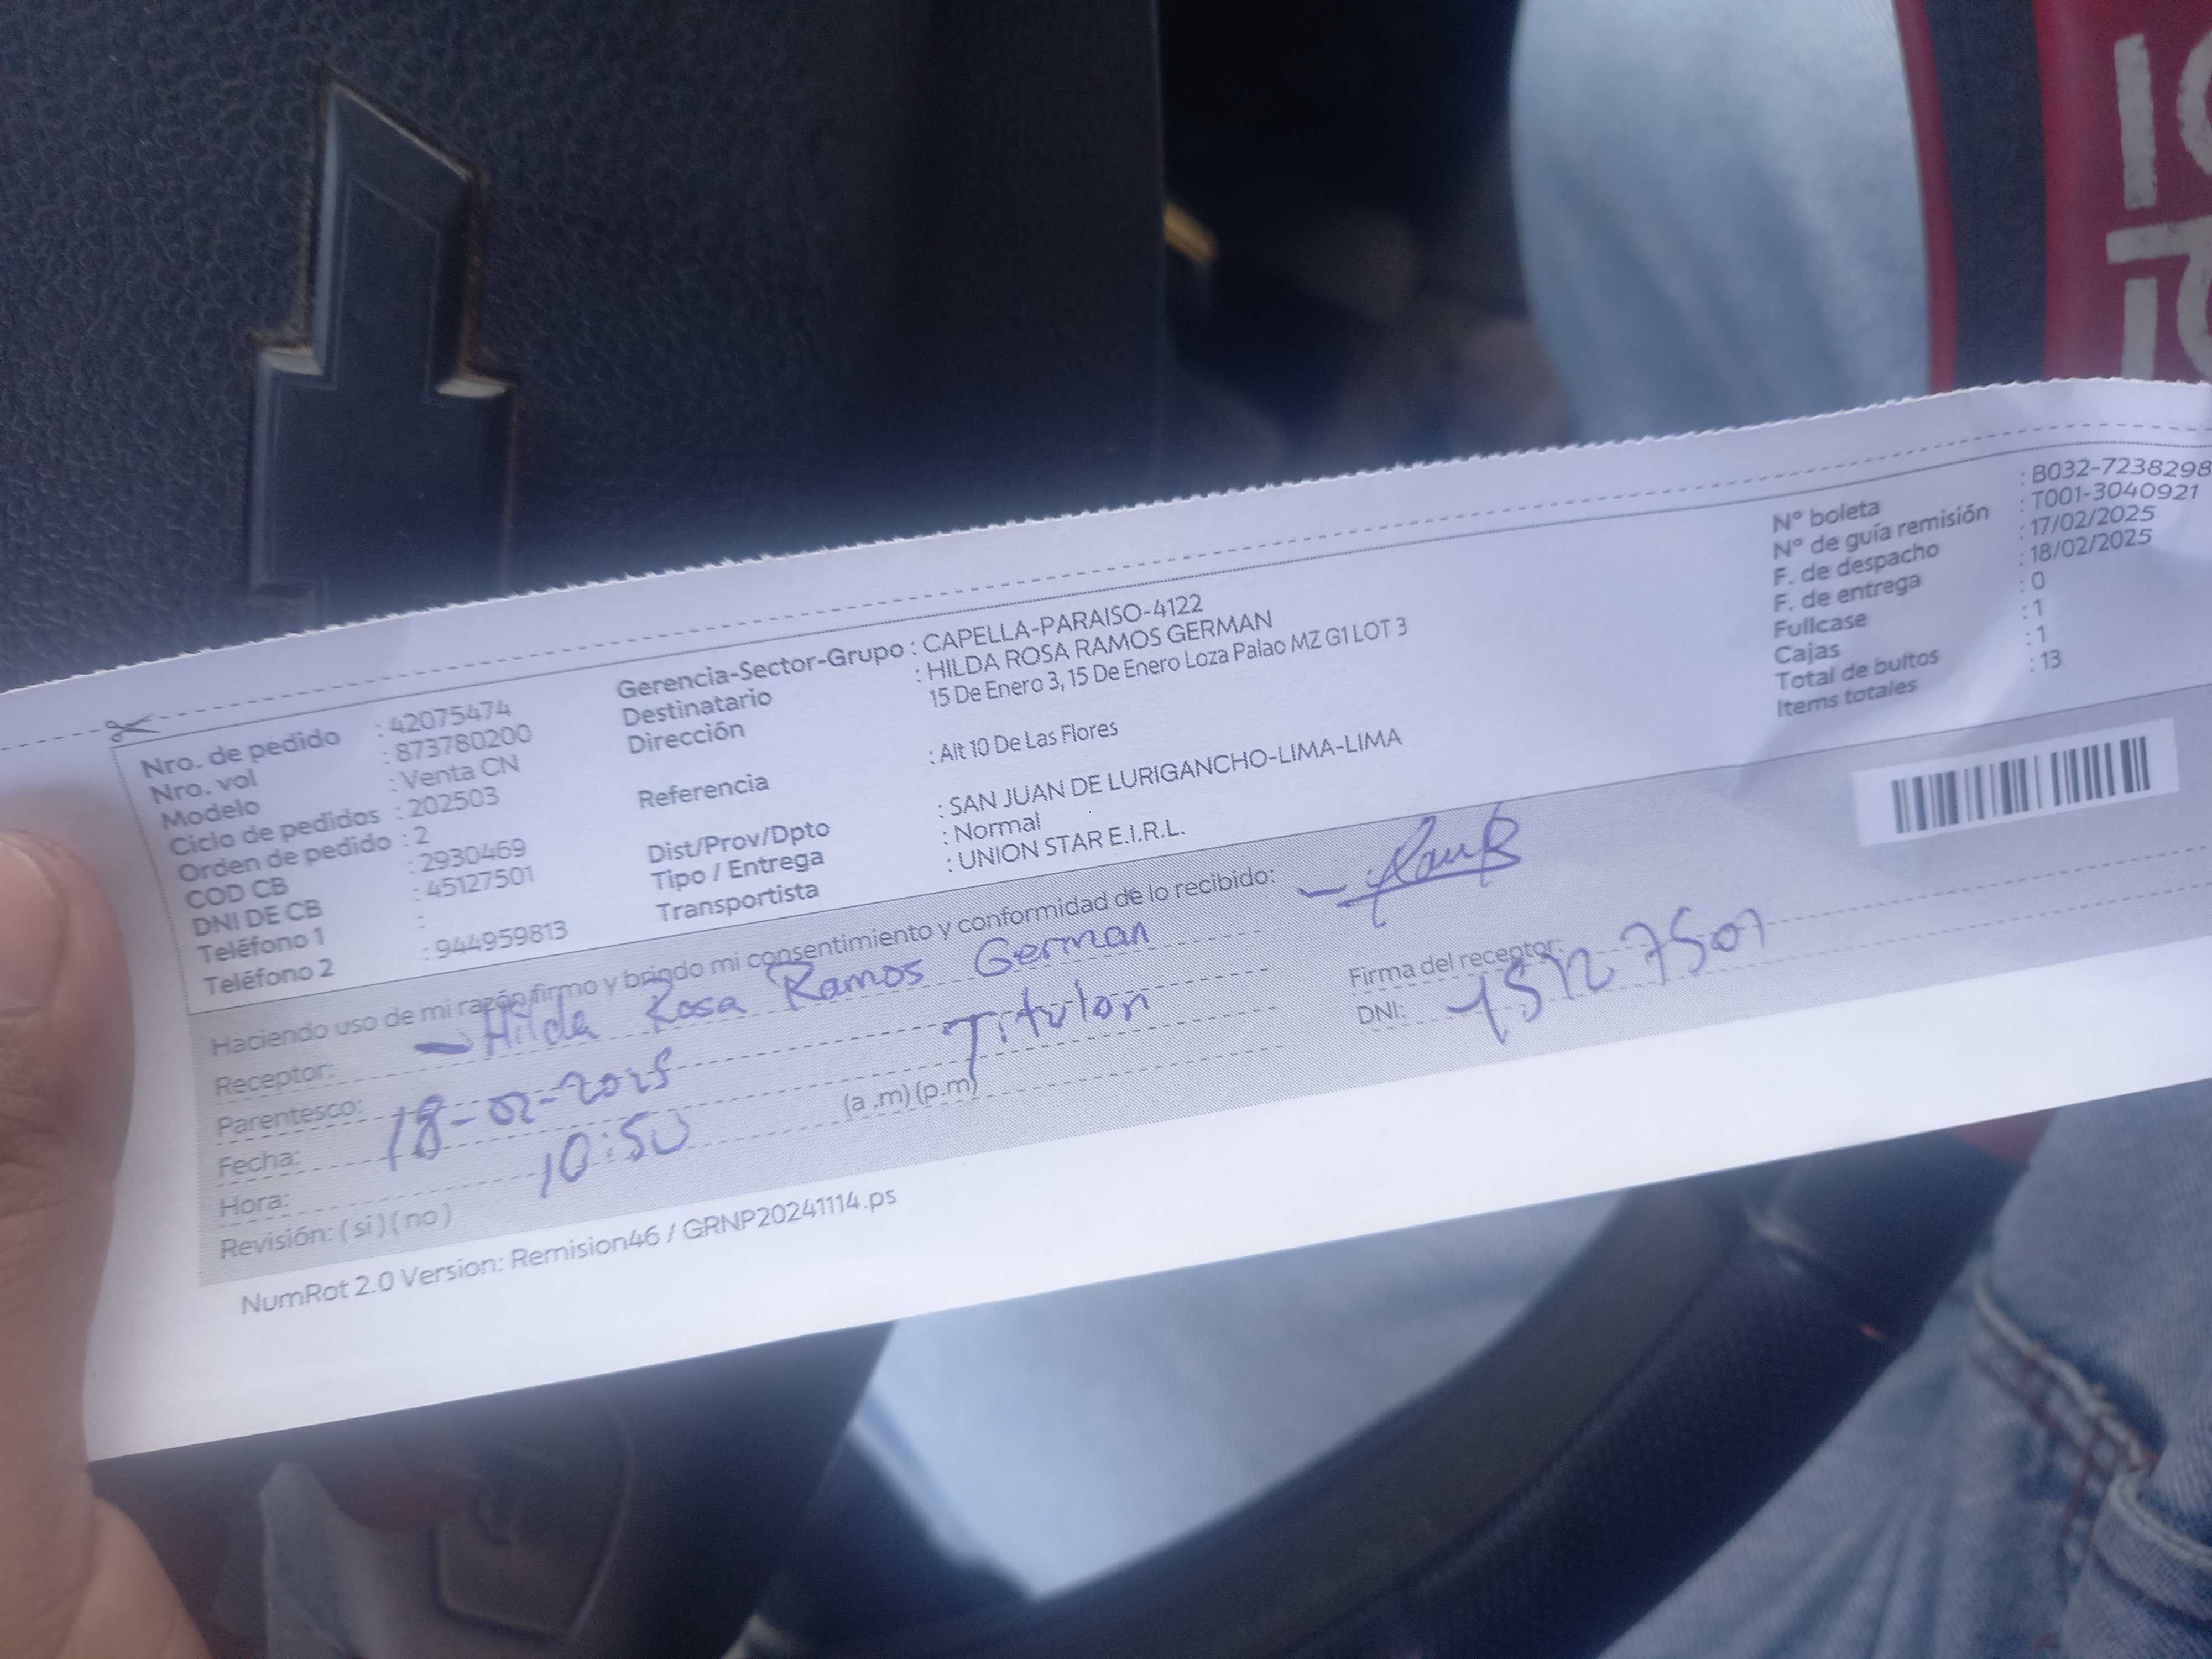 Nro. de pedido : 42075474
Nro. vol : 873780200
Modelo : Venta CN
Ciclo de pedidos : 202503
Orden de pedido : 2
COD CB : 2930469
DNI DE CB : 45127501
Teléfono 1 :
Teléfono 2 : 944959813
Gerencia-Sector-Grupo : CAPELLA-PARAISO-4122
Destinatario : HILDA ROSA RAMOS GERMAN
Dirección 15 De Enero 3, 15 De Enero Loza Palao MZ G1 LOT 3
Referencia : Alt 10 De Las Flores
Dist/Prov/Dpto : SAN JUAN DE LURIGANCHO-LIMA-LIMA
Tipo / Entrega : Normal
Transportista : UNION STAR E.I.R.L.
N° boleta : B032-7238298
N° de guía remisión : T001-3040921
F. de despacho : 17/02/2025
F. de entrega : 18/02/2025
Fullcase : 0
Cajas : 1
Total de bultos : 1
Items totales : 13
Haciendo uso de mi razón, firmo y brindo mi consentimiento y conformidad de lo recibido:
Receptor: Hilda Rosa Ramos German
Parentesco: Titular
Fecha: 18-02-2025
Hora: 10:50 (a .m) (p.m)
Revisión: ( si ) ( no )
Firma del receptor:
DNI: 45127501
NumRot 2.0 Version: Remision46 / GRNP20241114.ps